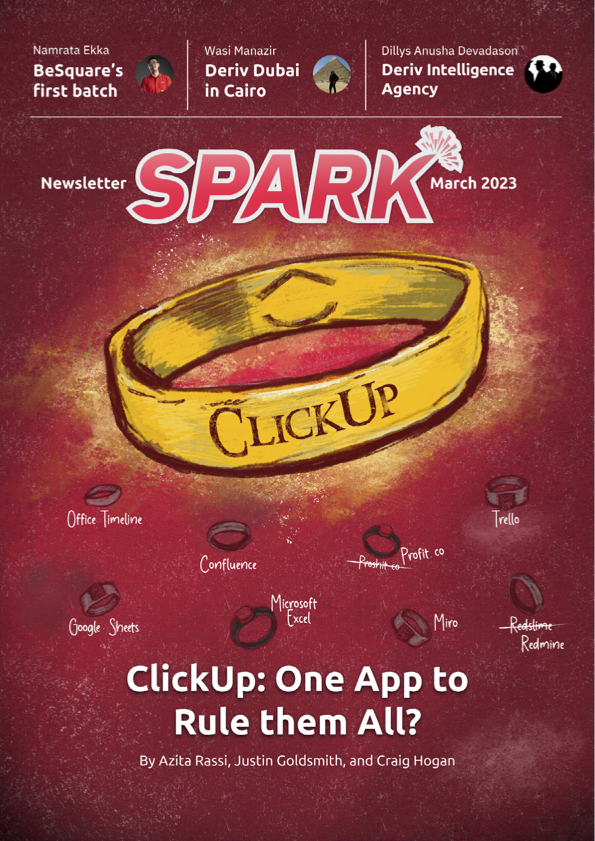 Namrata Ekka
BeSquare's
first batch
Wasi Manazir
Deriv Dubai
in Cairo
Dillys Anusha Devadason
Deriv Intelligence
Agency
Newsletter
SPARK
March 2023
CLICKUP
Office Timeline
Trello
Confluence
Proshit co
Profit co
Google Sheets
Microsoft
Excel
Miro
Redslime
Redmine
ClickUp: One App to
Rule them All?
By Azita Rassi, Justin Goldsmith, and Craig Hogan